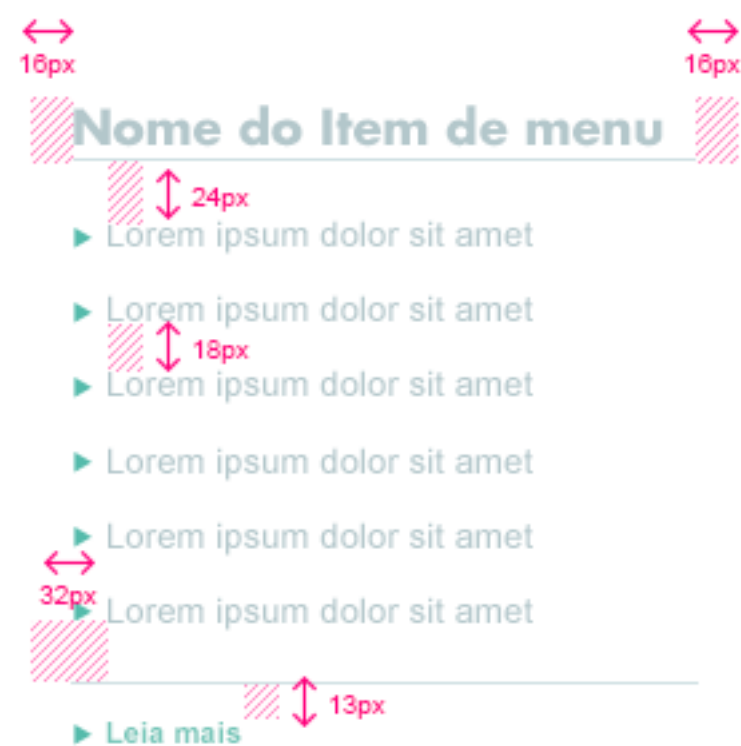 16px 16px
Nome do Item de menu
24px
Lorem ipsum dolor sit amet
Lorem ipsum dolor sit amet
18px
Lorem ipsum dolor sit amet
Lorem ipsum dolor sit amet
Lorem ipsum dolor sit amet
32px
Lorem ipsum dolor sit amet
13px
Leia mais